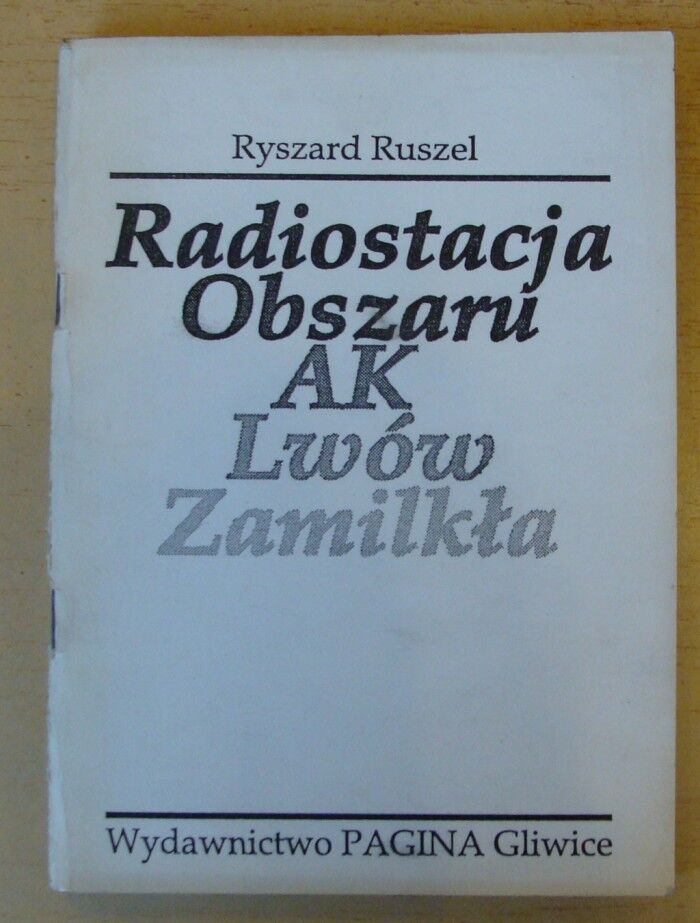 Ryszard Ruszel
Radiostacja
Obszaru
AK
Lwów
Zamilkła
Wydawnictwo PAGINA Gliwice